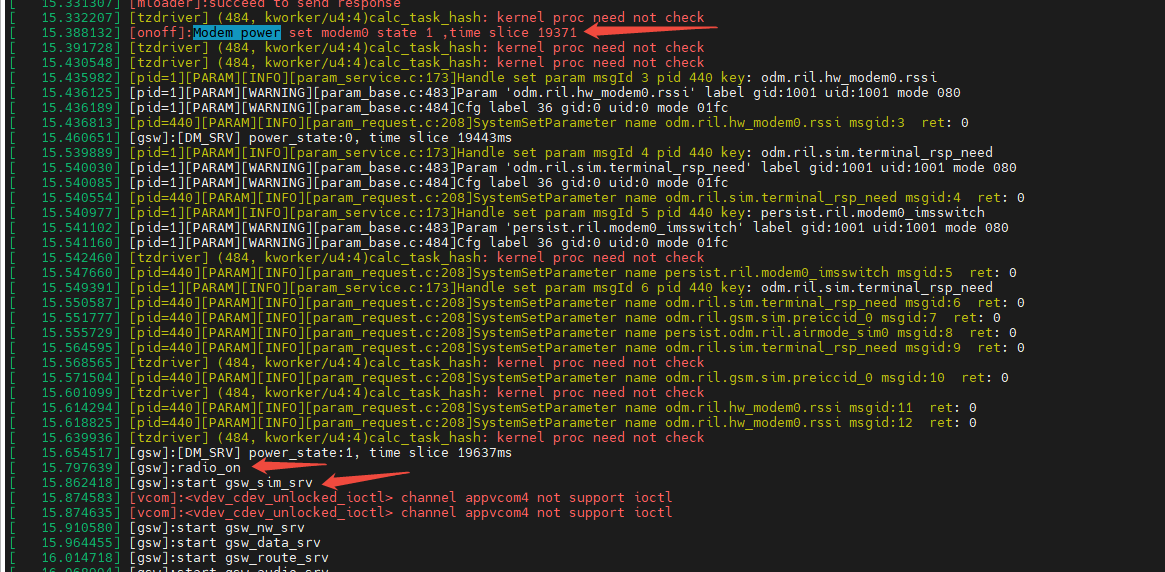 [   15.331307] [mloader]:succeed to send response
[   15.332207] [tzdriver] (484, kworker/u4:4)calc_task_hash: kernel proc need not check
[   15.388132] [onoff]:Modem power set modem0 state 1 ,time slice 19371
[   15.391728] [tzdriver] (484, kworker/u4:4)calc_task_hash: kernel proc need not check
[   15.430548] [tzdriver] (484, kworker/u4:4)calc_task_hash: kernel proc need not check
[   15.435982] [pid=1][PARAM][INFO][param_service.c:173]Handle set param msgId 3 pid 440 key: odm.ril.hw_modem0.rssi
[   15.436125] [pid=1][PARAM][WARNING][param_base.c:483]Param 'odm.ril.hw_modem0.rssi' label gid:1001 uid:1001 mode 080
[   15.436189] [pid=1][PARAM][WARNING][param_base.c:484]Cfg label 36 gid:0 uid:0 mode 01fc
[   15.436813] [pid=440][PARAM][INFO][param_request.c:208]SystemSetParameter name odm.ril.hw_modem0.rssi msgid:3  ret: 0
[   15.460651] [gsw]:[DM_SRV] power_state:0, time slice 19443ms
[   15.539889] [pid=1][PARAM][INFO][param_service.c:173]Handle set param msgId 4 pid 440 key: odm.ril.sim.terminal_rsp_need
[   15.540030] [pid=1][PARAM][WARNING][param_base.c:483]Param 'odm.ril.sim.terminal_rsp_need' label gid:1001 uid:1001 mode 080
[   15.540085] [pid=1][PARAM][WARNING][param_base.c:484]Cfg label 36 gid:0 uid:0 mode 01fc
[   15.540554] [pid=440][PARAM][INFO][param_request.c:208]SystemSetParameter name odm.ril.sim.terminal_rsp_need msgid:4  ret: 0
[   15.540977] [pid=1][PARAM][INFO][param_service.c:173]Handle set param msgId 5 pid 440 key: persist.ril.modem0_imsswitch
[   15.541102] [pid=1][PARAM][WARNING][param_base.c:483]Param 'persist.ril.modem0_imsswitch' label gid:1001 uid:1001 mode 080
[   15.541160] [pid=1][PARAM][WARNING][param_base.c:484]Cfg label 36 gid:0 uid:0 mode 01fc
[   15.542460] [tzdriver] (484, kworker/u4:4)calc_task_hash: kernel proc need not check
[   15.547660] [pid=440][PARAM][INFO][param_request.c:208]SystemSetParameter name persist.ril.modem0_imsswitch msgid:5  ret: 0
[   15.549391] [pid=1][PARAM][INFO][param_service.c:173]Handle set param msgId 6 pid 440 key: odm.ril.sim.terminal_rsp_need
[   15.550587] [pid=440][PARAM][INFO][param_request.c:208]SystemSetParameter name odm.ril.sim.terminal_rsp_need msgid:6  ret: 0
[   15.551777] [pid=440][PARAM][INFO][param_request.c:208]SystemSetParameter name odm.ril.gsm.sim.preiccid_0 msgid:7  ret: 0
[   15.555729] [pid=440][PARAM][INFO][param_request.c:208]SystemSetParameter name persist.odm.ril.airmode_sim0 msgid:8  ret: 0
[   15.564595] [pid=440][PARAM][INFO][param_request.c:208]SystemSetParameter name odm.ril.sim.terminal_rsp_need msgid:9  ret: 0
[   15.568565] [tzdriver] (484, kworker/u4:4)calc_task_hash: kernel proc need not check
[   15.571504] [pid=440][PARAM][INFO][param_request.c:208]SystemSetParameter name odm.ril.gsm.sim.preiccid_0 msgid:10  ret: 0
[   15.601099] [tzdriver] (484, kworker/u4:4)calc_task_hash: kernel proc need not check
[   15.614294] [pid=440][PARAM][INFO][param_request.c:208]SystemSetParameter name odm.ril.hw_modem0.rssi msgid:11  ret: 0
[   15.618825] [pid=440][PARAM][INFO][param_request.c:208]SystemSetParameter name odm.ril.hw_modem0.rssi msgid:12  ret: 0
[   15.639936] [tzdriver] (484, kworker/u4:4)calc_task_hash: kernel proc need not check
[   15.654517] [gsw]:[DM_SRV] power_state:1, time slice 19637ms
[   15.797639] [gsw]:radio_on
[   15.862418] [gsw]:start gsw_sim_srv
[   15.874583] [vcom]:<vdev_cdev_unlocked_ioctl> channel appvcom4 not support ioctl
[   15.874635] [vcom]:<vdev_cdev_unlocked_ioctl> channel appvcom4 not support ioctl
[   15.910580] [gsw]:start gsw_nw_srv
[   15.964455] [gsw]:start gsw_data_srv
[   16.014718] [gsw]:start gsw_route_srv
[   16.068904] [gsw]:start gsw_audio_srv